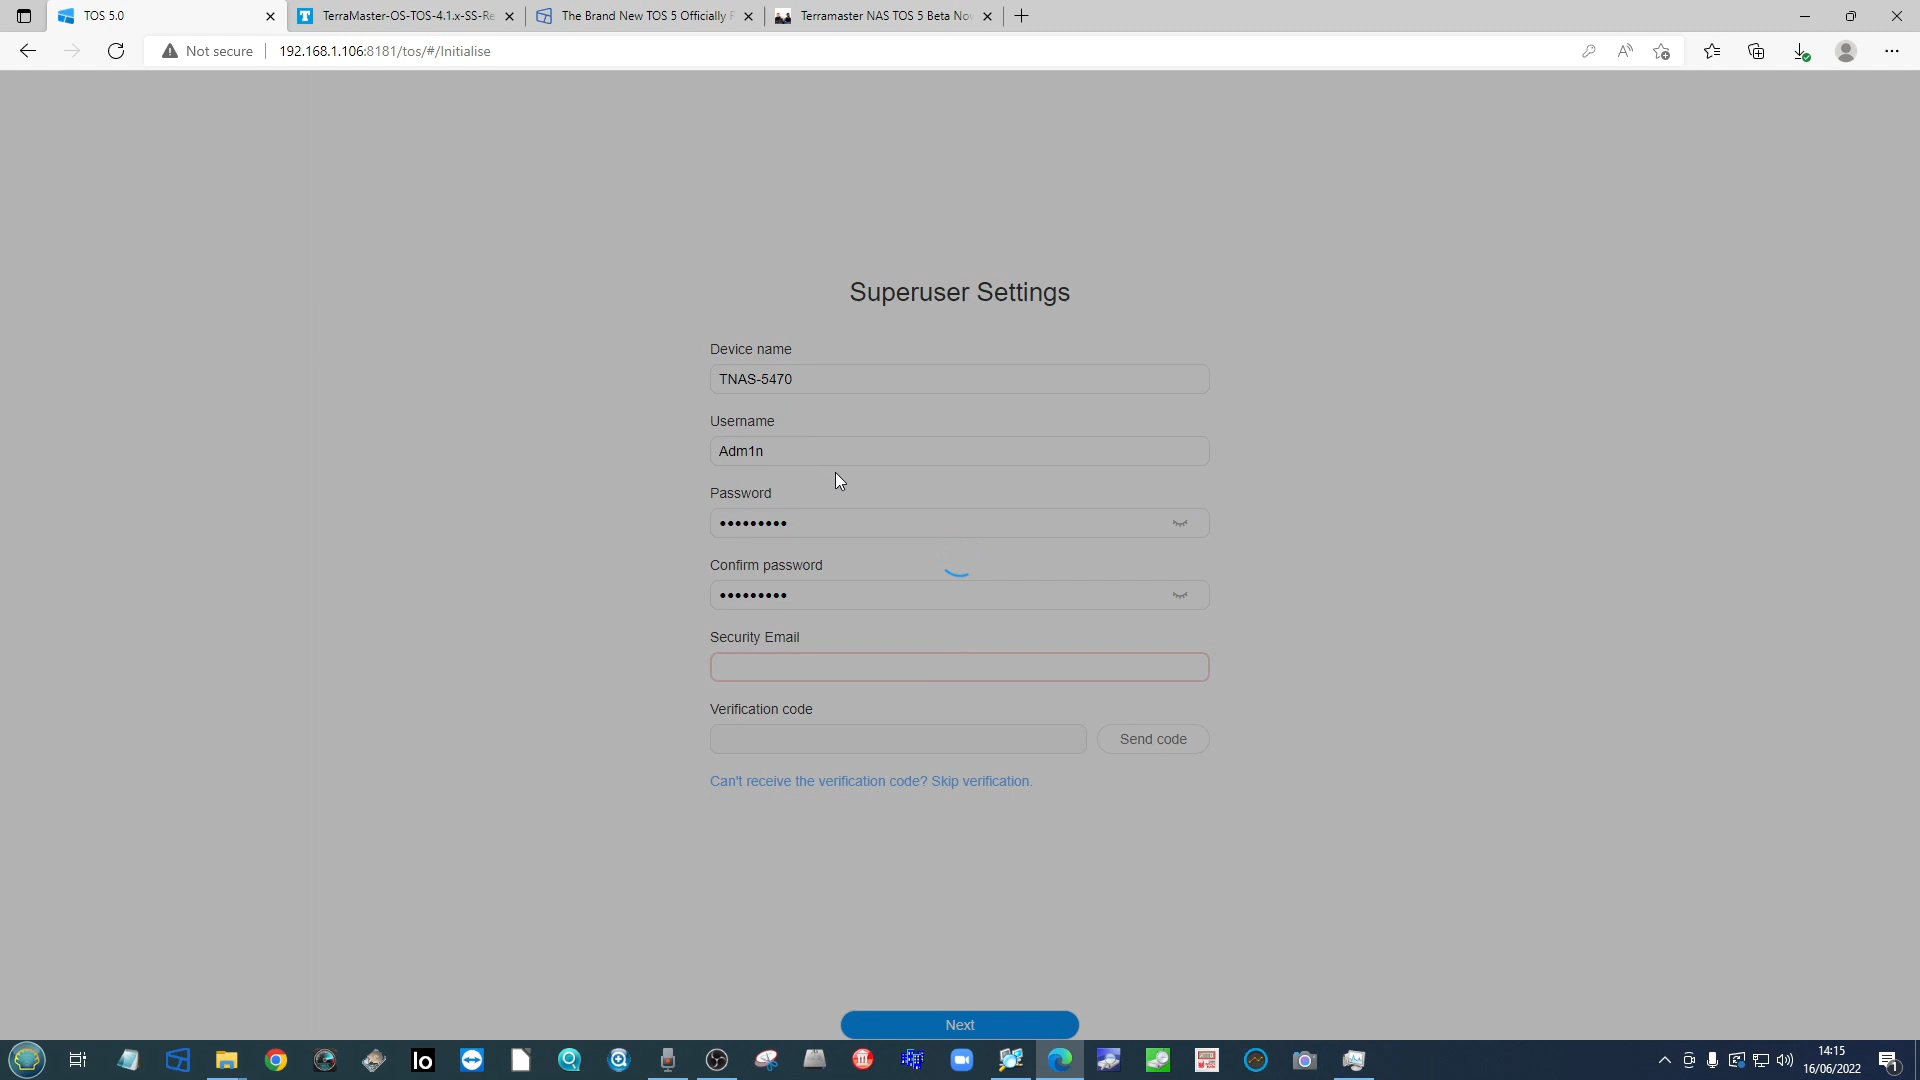 TOS 5.0
TerraMaster-OS-TOS-4.1.x-SS-Re
The Brand New TOS 5 Officially F
Terramaster NAS TOS 5 Beta Nov
Not secure
192.168.1.106:8181/tos/#/Initialise
Superuser Settings
Device name
TNAS-5470
Username
Adm1n
Password
•••••••••
Confirm password
•••••••••
Security Email
Verification code
Send code
Can't receive the verification code? Skip verification.
Next
Io
14:15
16/06/2022
1